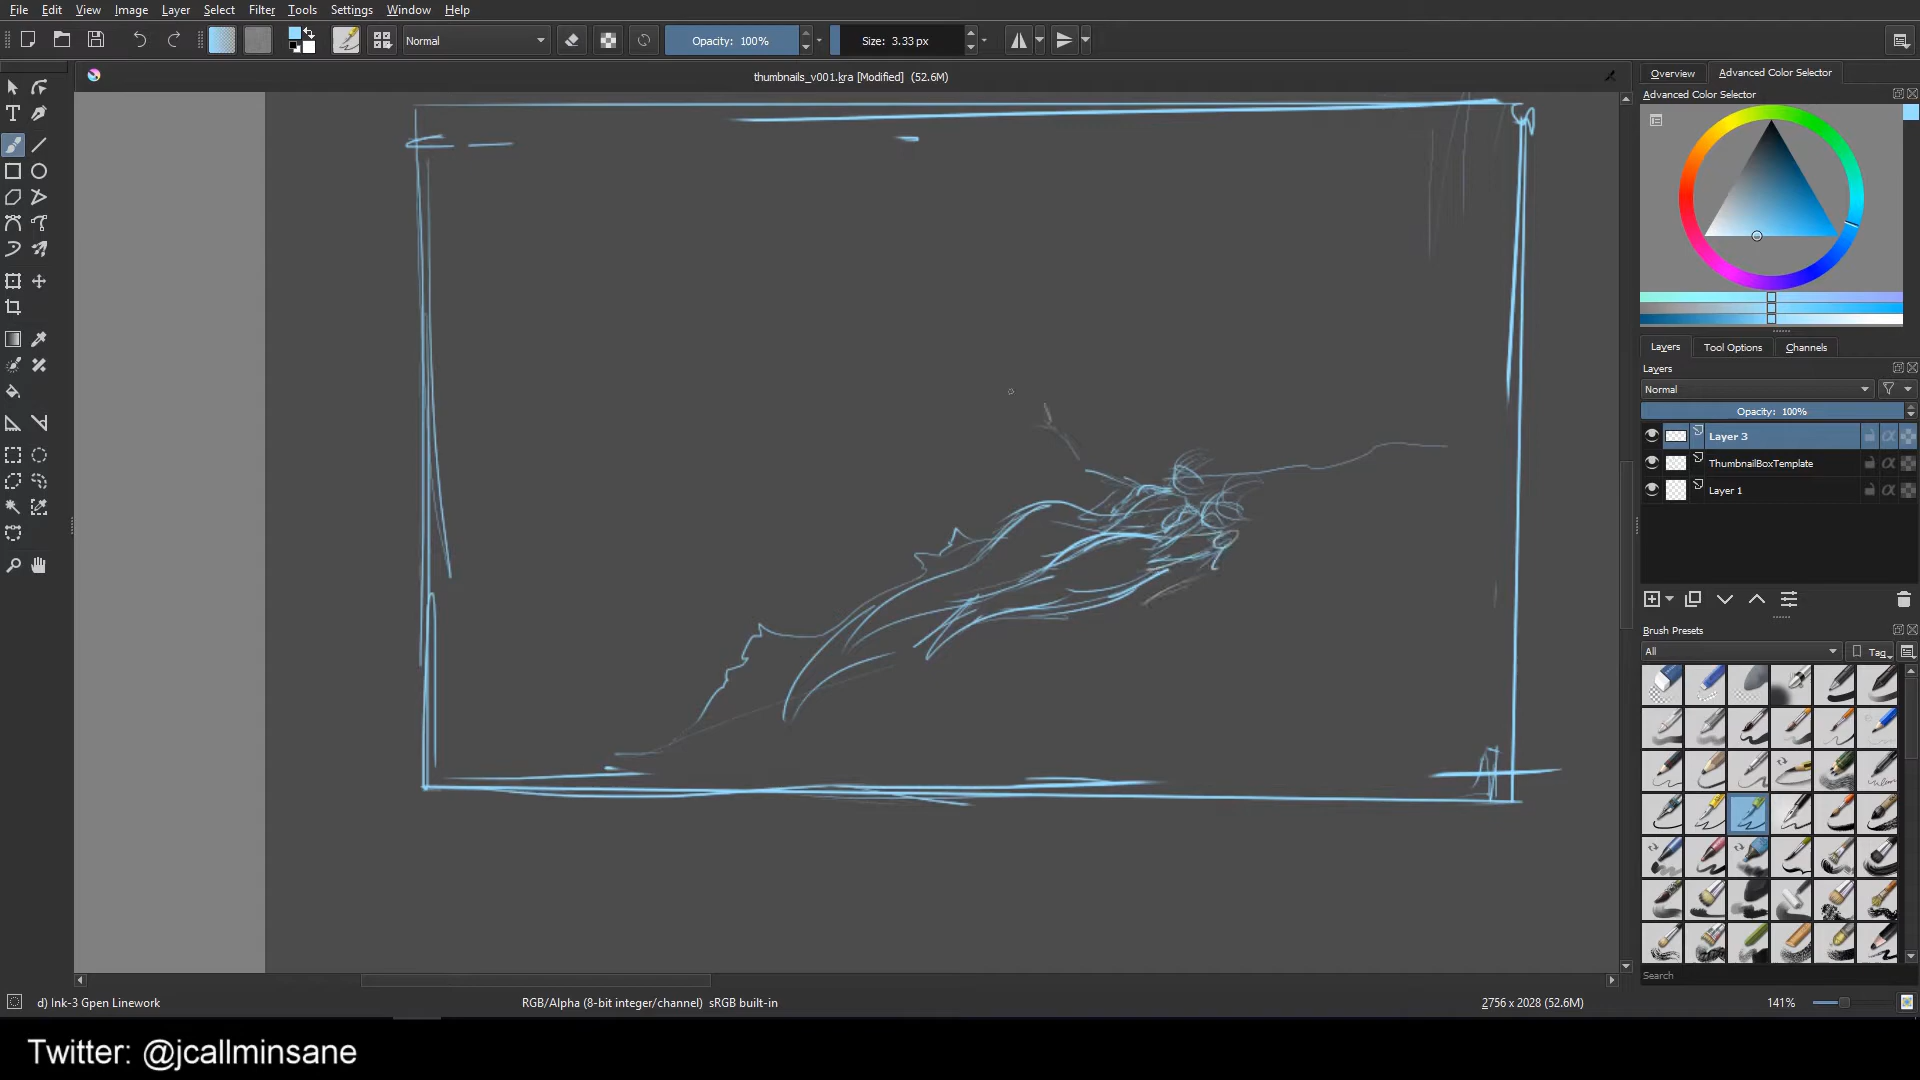 File Edit View Image Layer Select Filter Tools Settings Window Help
Normal Opacity: 100% Size: 3.33 px
thumbnails_v001.kra [Modified] (52.6M)
Overview Advanced Color Selector
Advanced Color Selector
Layers Tool Options Channels
Layers
Normal
Opacity: 100%
Layer 3
ThumbnailBoxTemplate
Layer 1
Brush Presets
All Tag
Search
d) Ink-3 Gpen Linework RGB/Alpha (8-bit integer/channel) sRGB built-in 2756 x 2028 (52.6M) 141%
Twitter: @jcallminsane